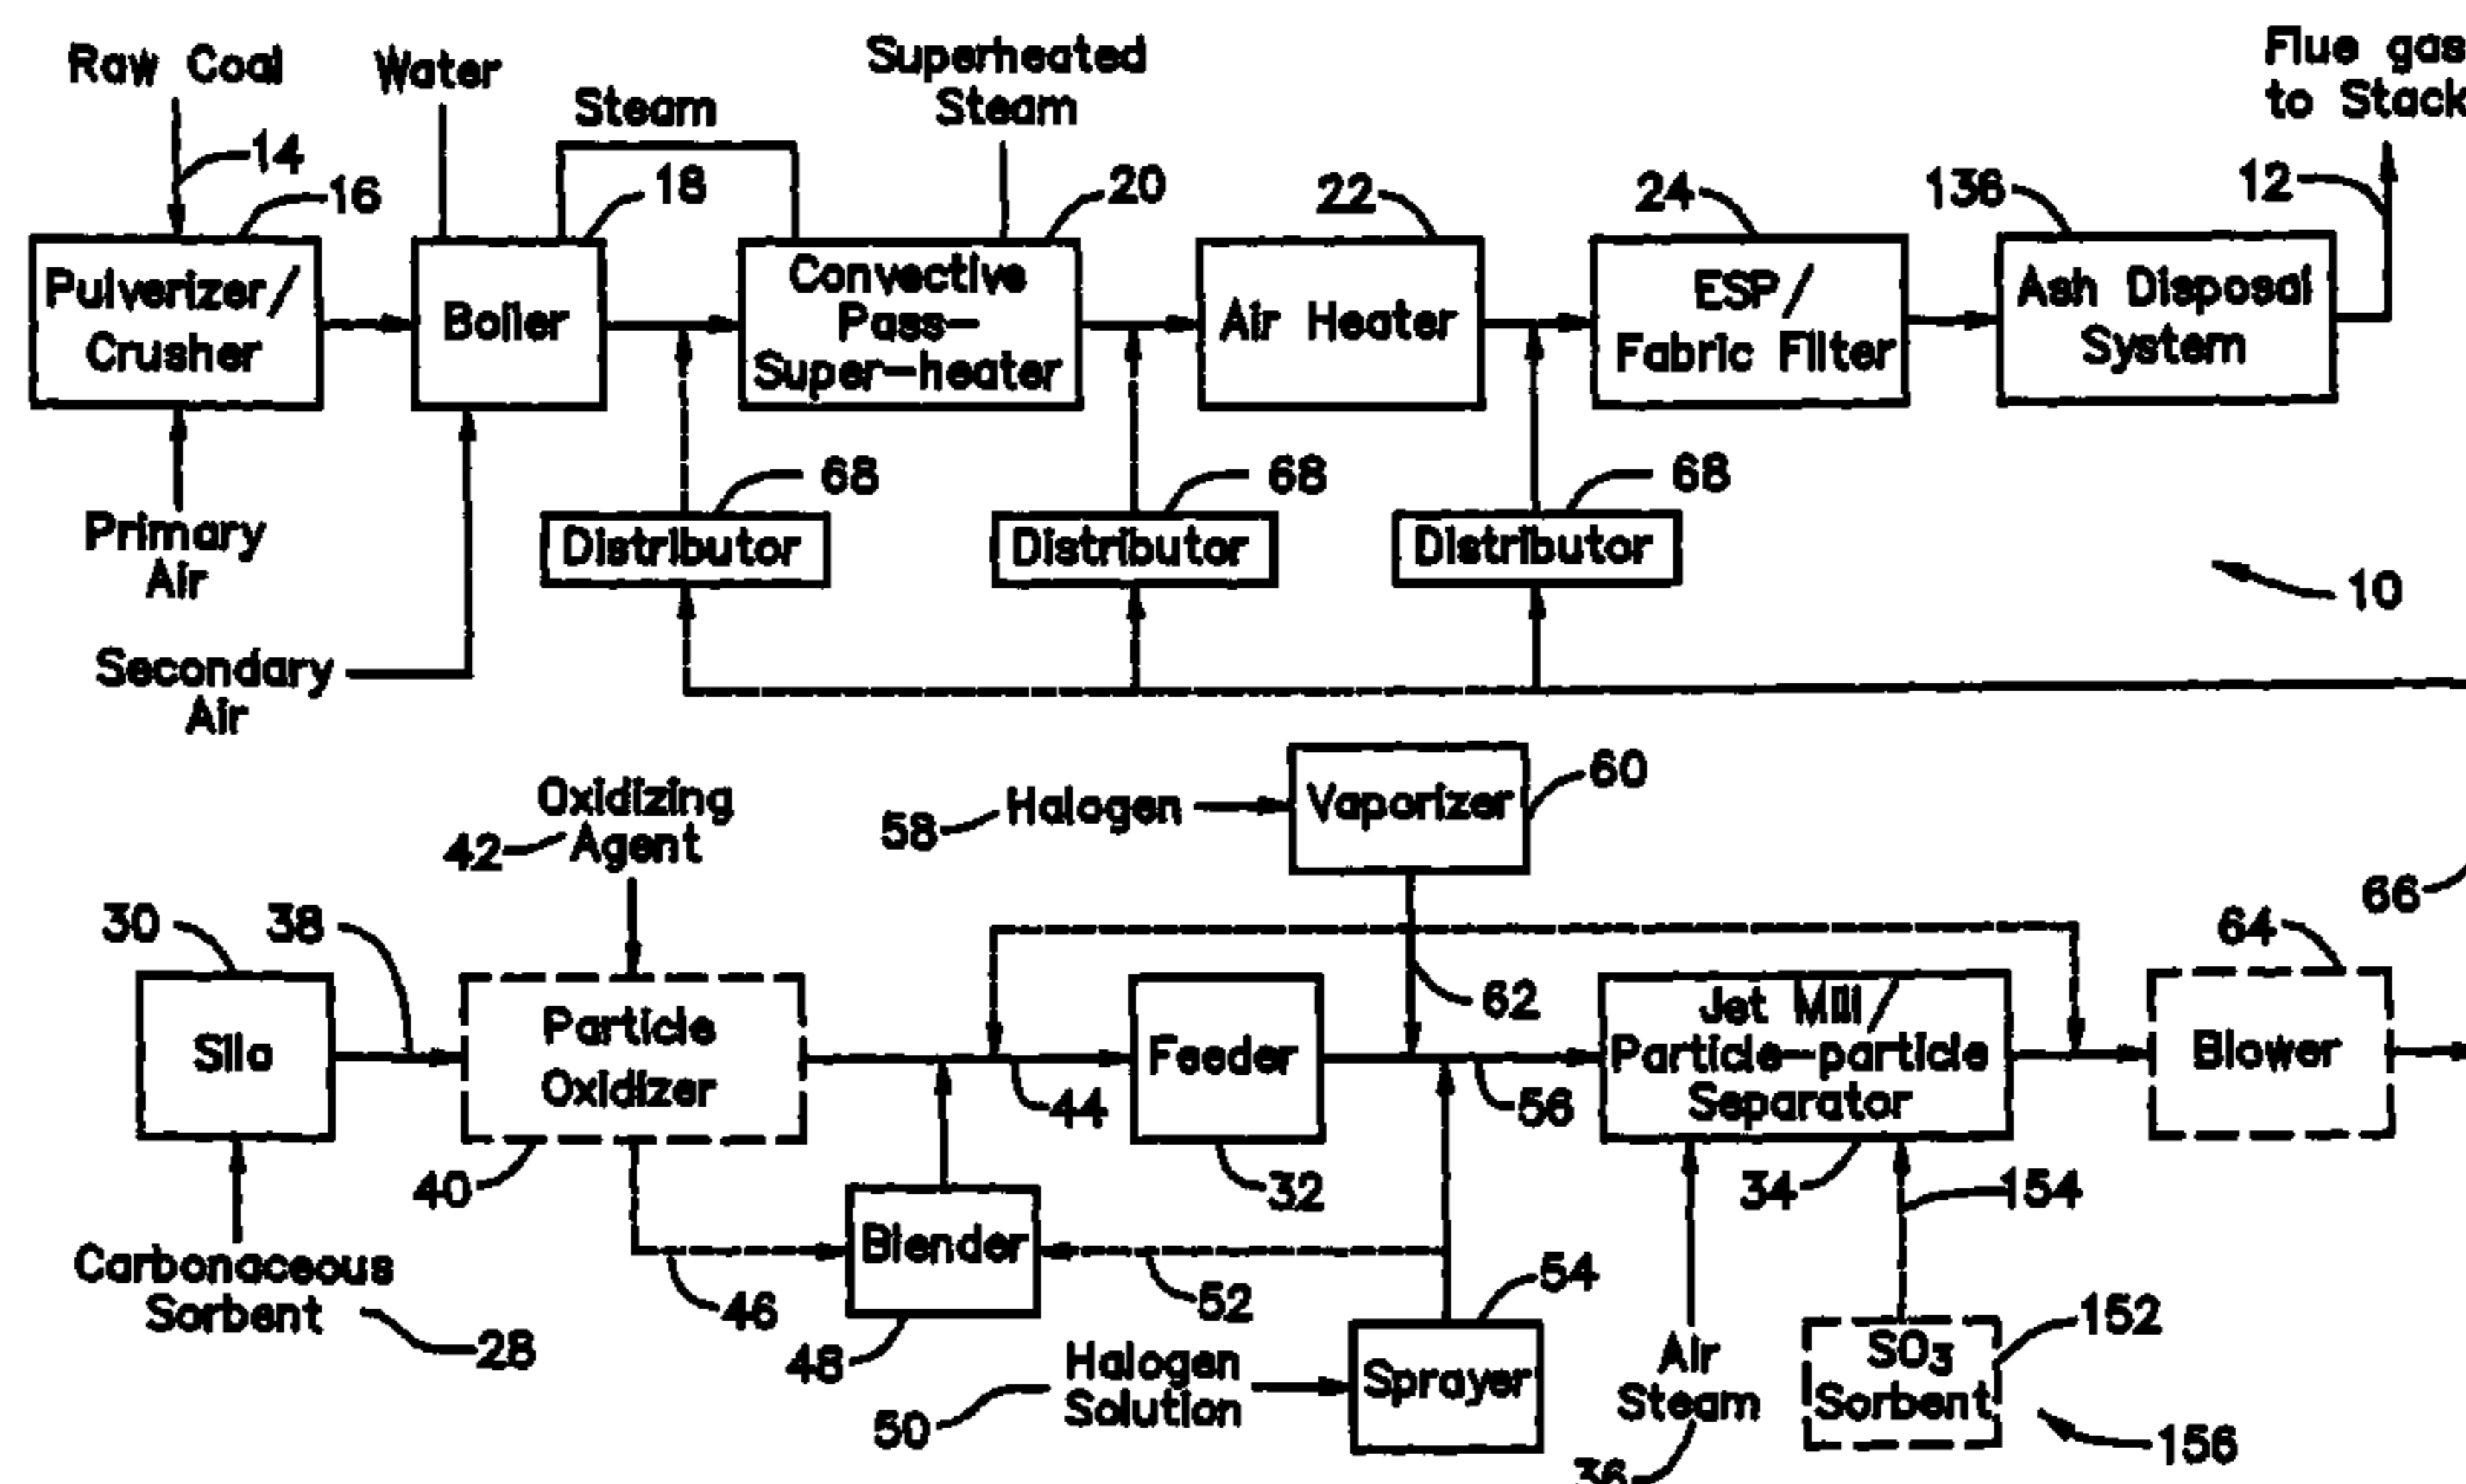 Raw Coal
Water
Steam
Superheated
Steam
Flue gas
to Stack
14
16
18
20
22
24
136
12
Pulverizer/
Crusher
Boiler
Convective
Pass-
Super-heater
Air Heater
ESP/
Fabric Filter
Ash Disposal
System
Primary
Air
68
68
68
Distributor
Distributor
Distributor
10
Secondary
Air
Oxidizing
Agent
42
58
Halogen
Vaporizer
60
66
30
38
64
Silo
Particle
Oxidizer
44
Feeder
62
56
Jet Mill/
Particle-particle
Separator
Blower
40
32
34
154
Carbonaceous
Sorbent
28
46
Blender
48
52
54
Halogen
Solution
50
Sprayer
Air
Steam
36
SO3
Sorbent
152
156